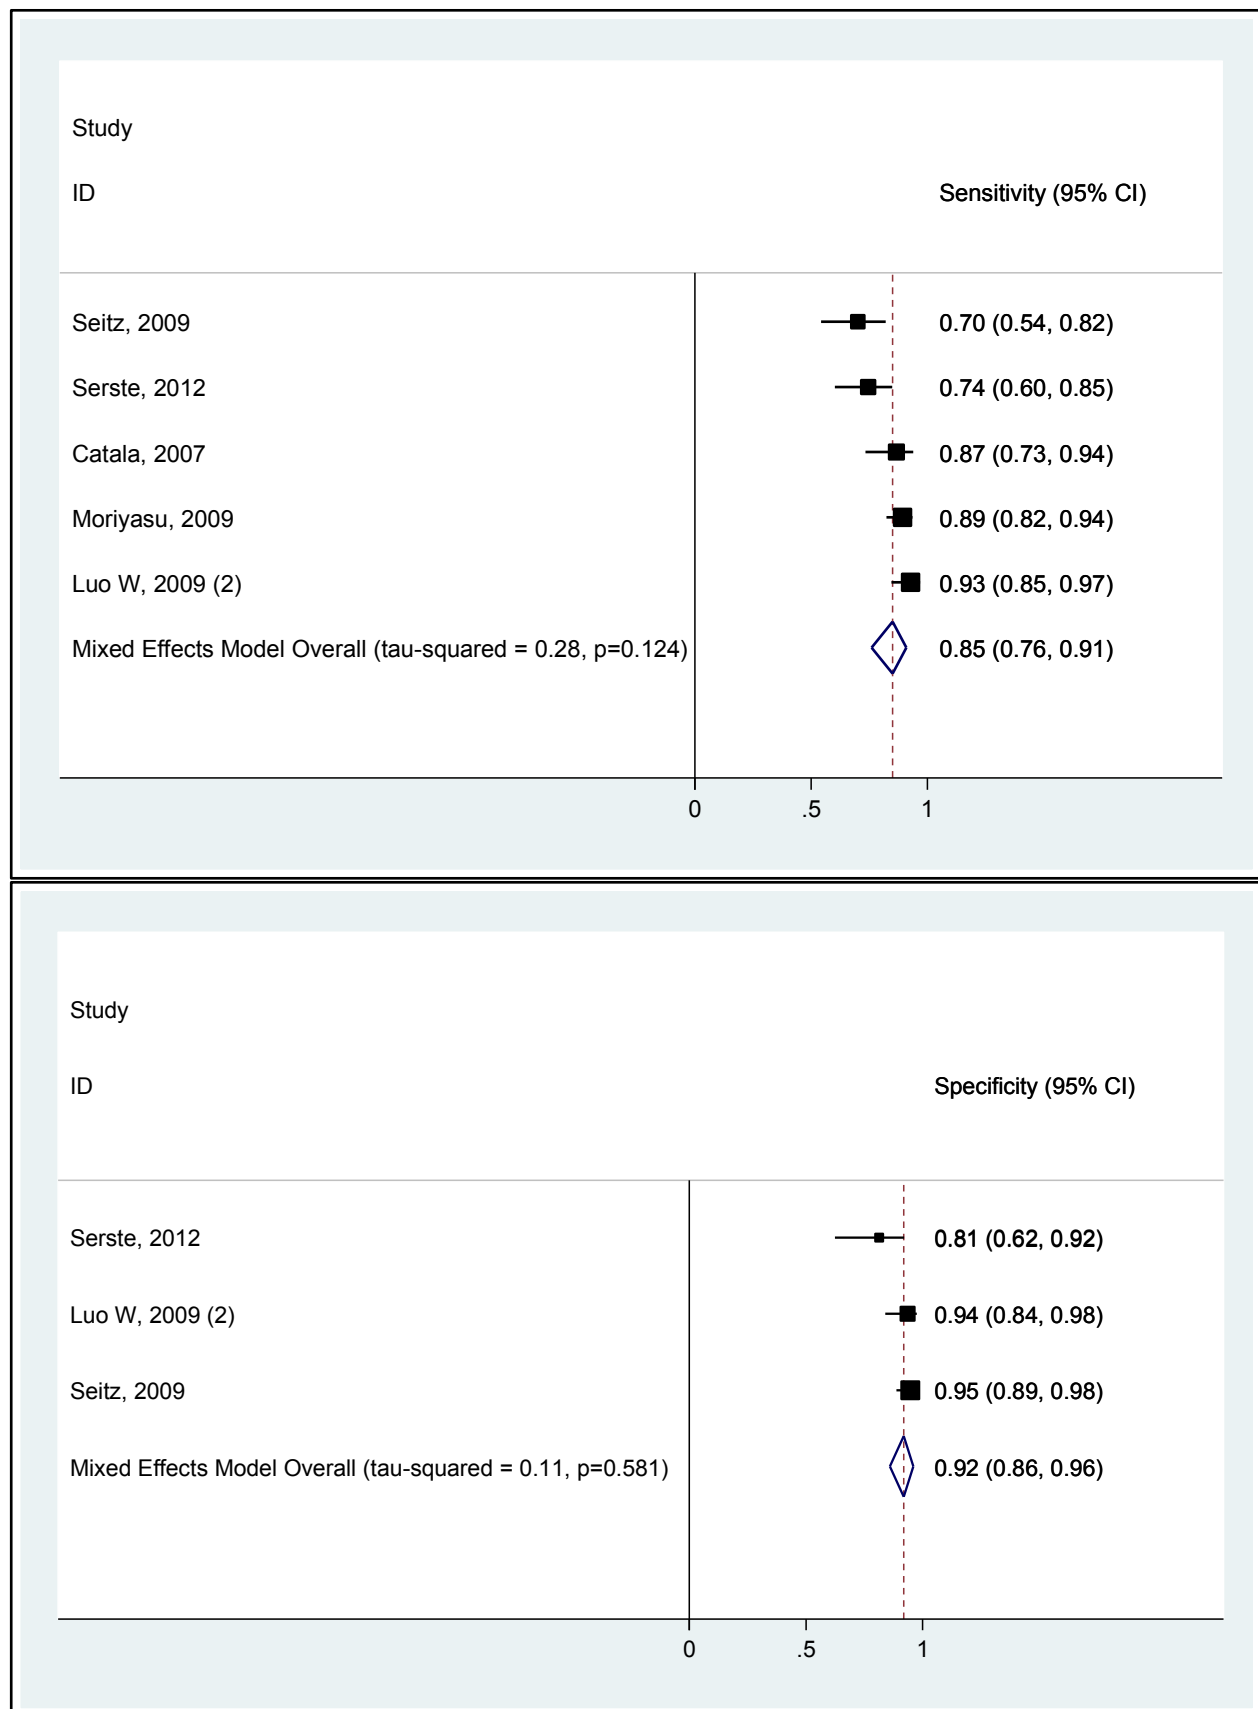 Study
ID Sensitivity (95% CI)
Seitz, 2009 0.70 (0.54, 0.82)
Serste, 2012 0.74 (0.60, 0.85)
Catala, 2007 0.87 (0.73, 0.94)
Moriyasu, 2009 0.89 (0.82, 0.94)
Luo W, 2009 (2) 0.93 (0.85, 0.97)
Mixed Effects Model Overall (tau-squared = 0.28, p=0.124) 0.85 (0.76, 0.91)
0 .5 1
Study
ID Specificity (95% CI)
Serste, 2012 0.81 (0.62, 0.92)
Luo W, 2009 (2) 0.94 (0.84, 0.98)
Seitz, 2009 0.95 (0.89, 0.98)
Mixed Effects Model Overall (tau-squared = 0.11, p=0.581) 0.92 (0.86, 0.96)
0 .5 1